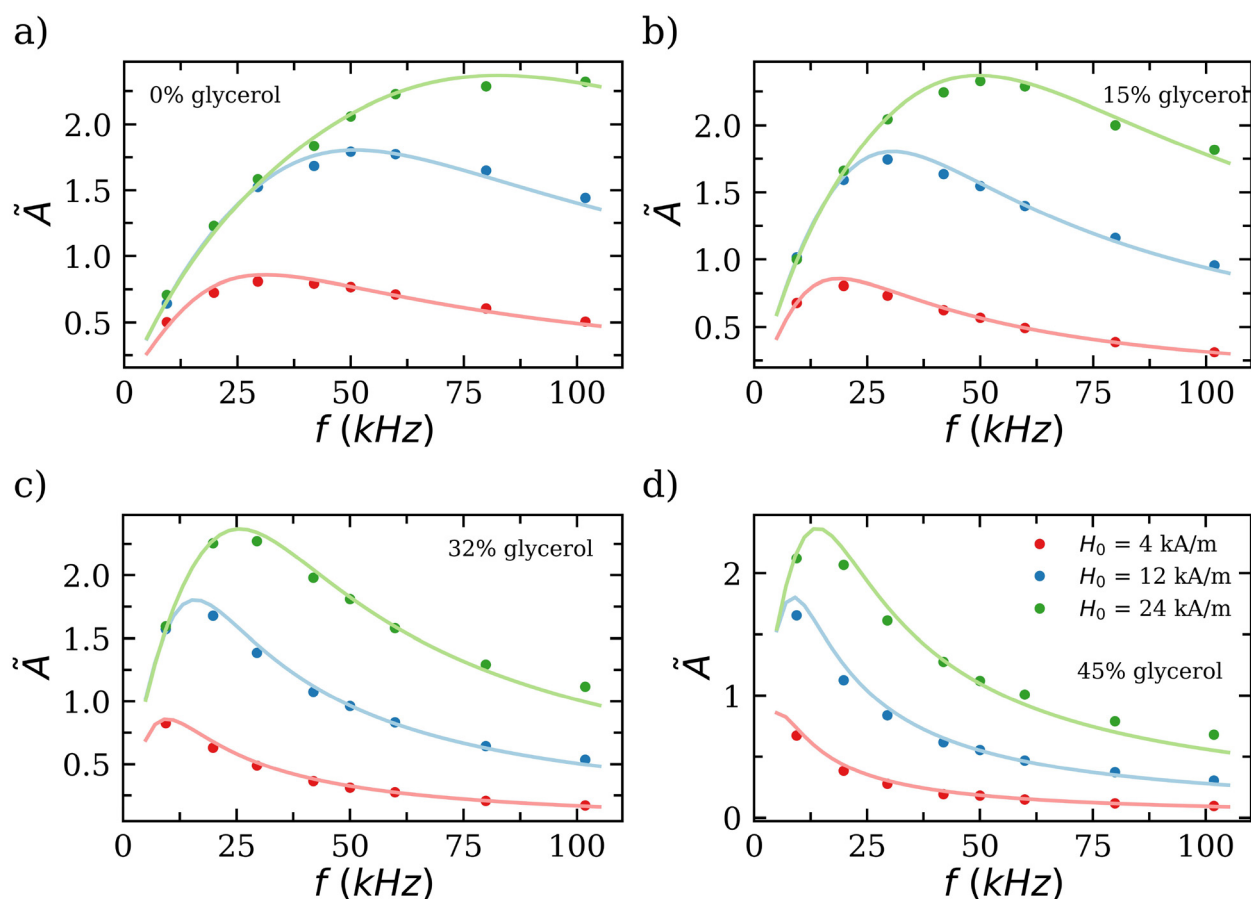 a)
0% glycerol
2.0
1.5
1.0
0.5
Ã
0 25 50 75 100
f (kHz)
b)
15% glycerol
2.0
1.5
1.0
0.5
Ã
0 25 50 75 100
f (kHz)
c)
32% glycerol
2.0
1.5
1.0
0.5
Ã
0 25 50 75 100
f (kHz)
d)
H₀ = 4 kA/m
H₀ = 12 kA/m
H₀ = 24 kA/m
45% glycerol
2
1
0
Ã
0 25 50 75 100
f (kHz)